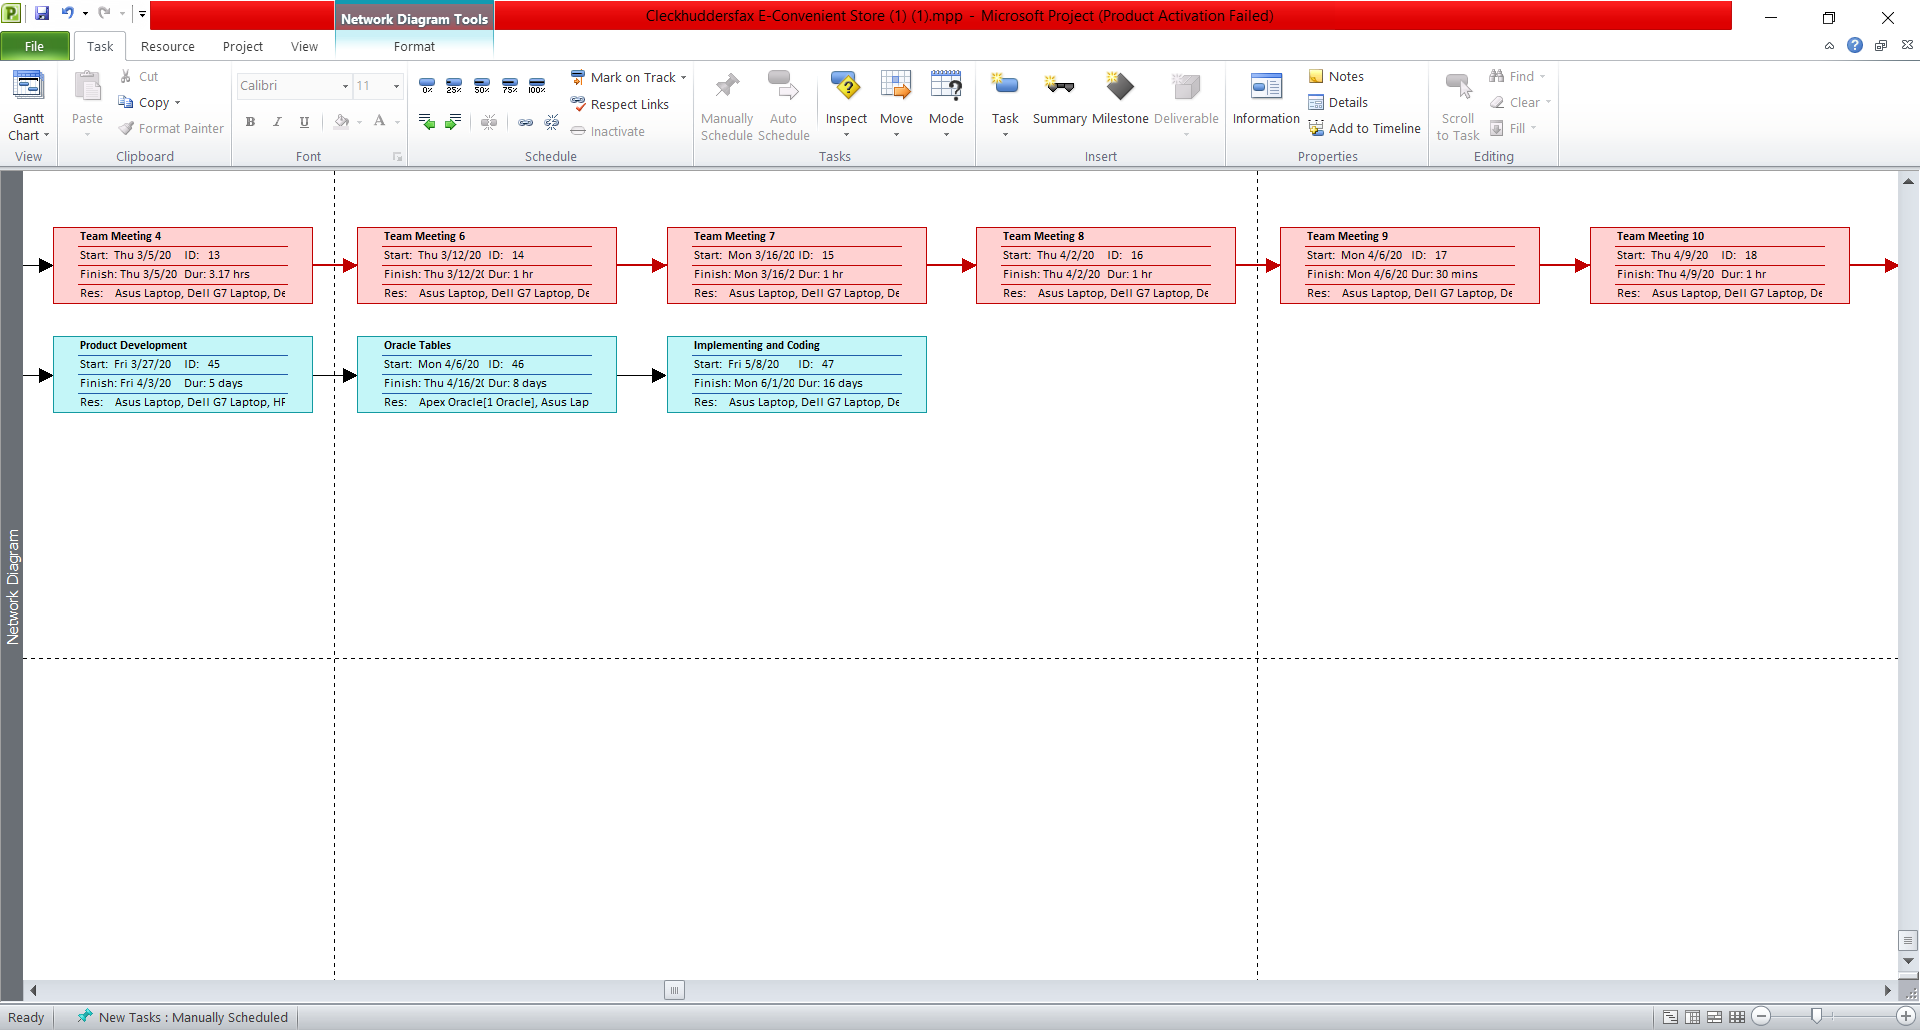 Network Diagram Tools
Cleckhuddersfax E-Convenient Store (1) (1).mpp - Microsoft Project (Product Activation Failed)
File Task Resource Project View Format
Gantt Chart
View
Paste
Cut
Copy
Format Painter
Clipboard
Calibri 11
B I U A
Font
0% 25% 50% 75% 100%
Mark on Track
Respect Links
Inactivate
Schedule
Manually Schedule
Auto Schedule
Inspect Move Mode
Tasks
Task Summary Milestone Deliverable
Insert
Information
Notes
Details
Add to Timeline
Properties
Scroll to Task
Find
Clear
Fill
Editing
Team Meeting 4
Start: Thu 3/5/20 ID: 13
Finish: Thu 3/5/20 Dur: 3.17 hrs
Res: Asus Laptop, Dell G7 Laptop, De
Team Meeting 6
Start: Thu 3/12/20 ID: 14
Finish: Thu 3/12/20 Dur: 1 hr
Res: Asus Laptop, Dell G7 Laptop, De
Team Meeting 7
Start: Mon 3/16/20 ID: 15
Finish: Mon 3/16/2 Dur: 1 hr
Res: Asus Laptop, Dell G7 Laptop, De
Team Meeting 8
Start: Thu 4/2/20 ID: 16
Finish: Thu 4/2/20 Dur: 1 hr
Res: Asus Laptop, Dell G7 Laptop, De
Team Meeting 9
Start: Mon 4/6/20 ID: 17
Finish: Mon 4/6/20 Dur: 30 mins
Res: Asus Laptop, Dell G7 Laptop, De
Team Meeting 10
Start: Thu 4/9/20 ID: 18
Finish: Thu 4/9/20 Dur: 1 hr
Res: Asus Laptop, Dell G7 Laptop, De
Product Development
Start: Fri 3/27/20 ID: 45
Finish: Fri 4/3/20 Dur: 5 days
Res: Asus Laptop, Dell G7 Laptop, HP
Oracle Tables
Start: Mon 4/6/20 ID: 46
Finish: Thu 4/16/20 Dur: 8 days
Res: Apex Oracle[1 Oracle], Asus Lap
Implementing and Coding
Start: Fri 5/8/20 ID: 47
Finish: Mon 6/1/20 Dur: 16 days
Res: Asus Laptop, Dell G7 Laptop, De
Network Diagram
Ready New Tasks : Manually Scheduled